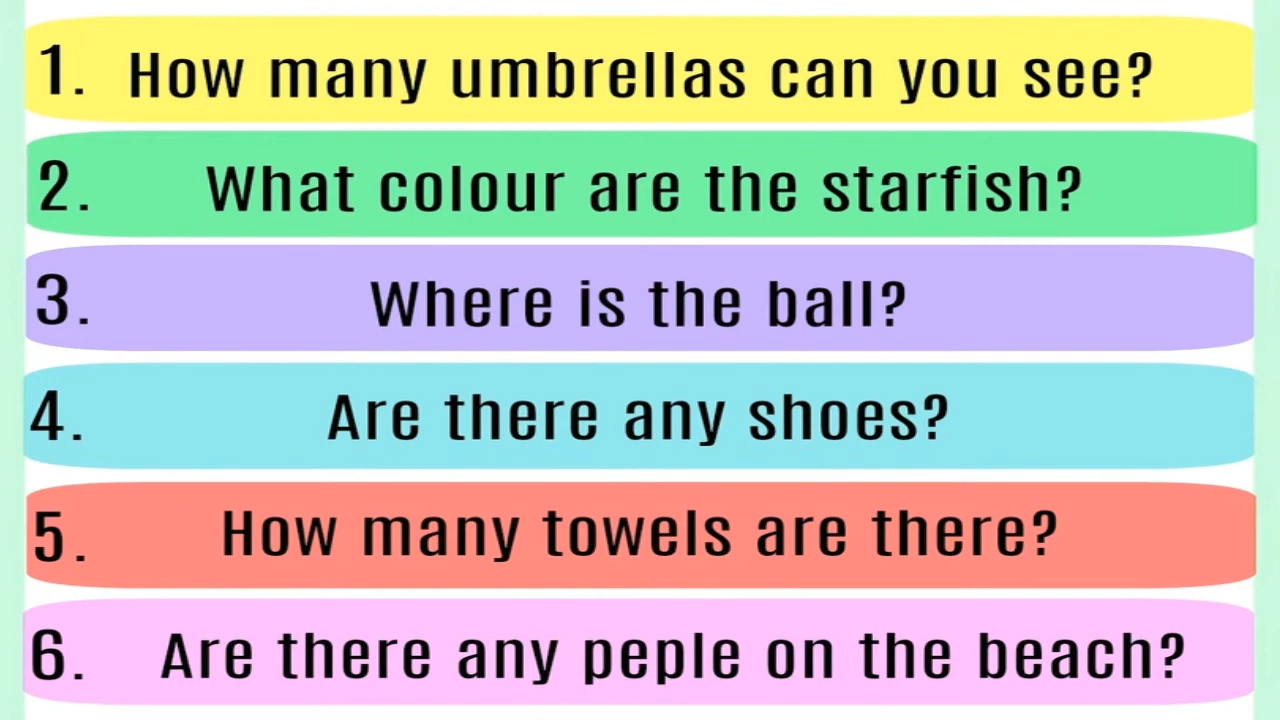 1. How many umbrellas can you see?
2. What colour are the starfish?
3. Where is the ball?
4. Are there any shoes?
5. How many towels are there?
6. Are there any peple on the beach?